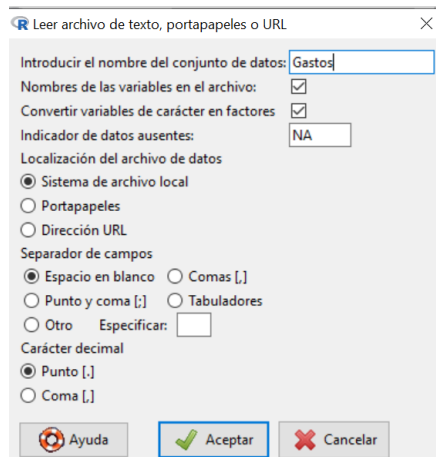 R Leer archivo de texto, portapapeles o URL
Introducir el nombre del conjunto de datos: Gastos
Nombres de las variables en el archivo:
Convertir variables de carácter en factores
Indicador de datos ausentes: NA
Localización del archivo de datos
Sistema de archivo local
Portapapeles
Dirección URL
Separador de campos
Espacio en blanco Comas [,]
Punto y coma [;] Tabuladores
Otro Especificar:
Carácter decimal
Punto [.]
Coma [,]
Ayuda Aceptar Cancelar